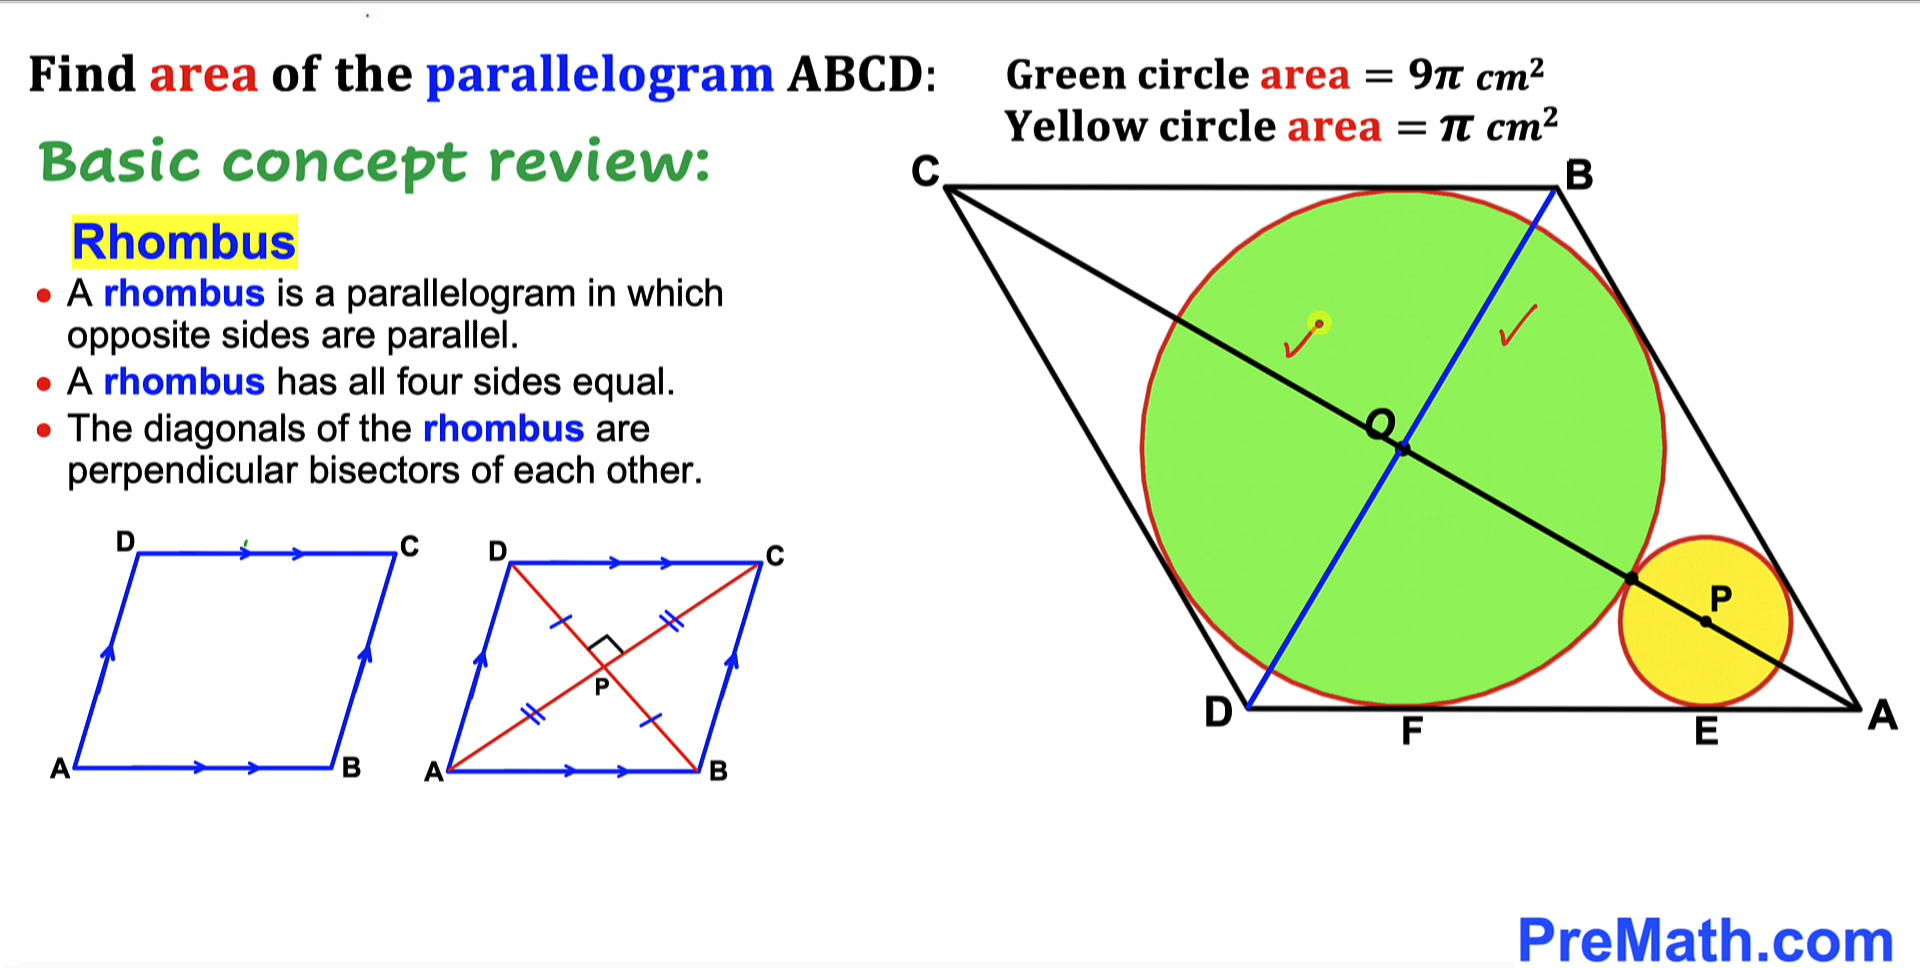 Find area of the parallelogram ABCD:
Green circle area = 9π cm²
Yellow circle area = π cm²
Basic concept review:
Rhombus
• A rhombus is a parallelogram in which
opposite sides are parallel.
• A rhombus has all four sides equal.
• The diagonals of the rhombus are
perpendicular bisectors of each other.
D C
A B
D C
P
A B
C B
O
P
D F E A
PreMath.com